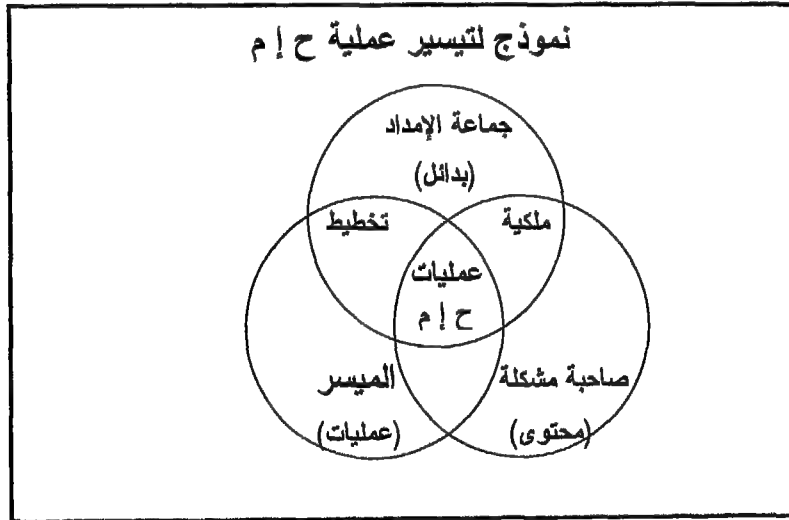 نموذج لتيسير عملية ح إ م
جماعة الإمداد
(بدائل)
تخطيط
ملكية
عمليات
ح إ م
الميسر
(عمليات)
صاحبة مشكلة
(محتوى)